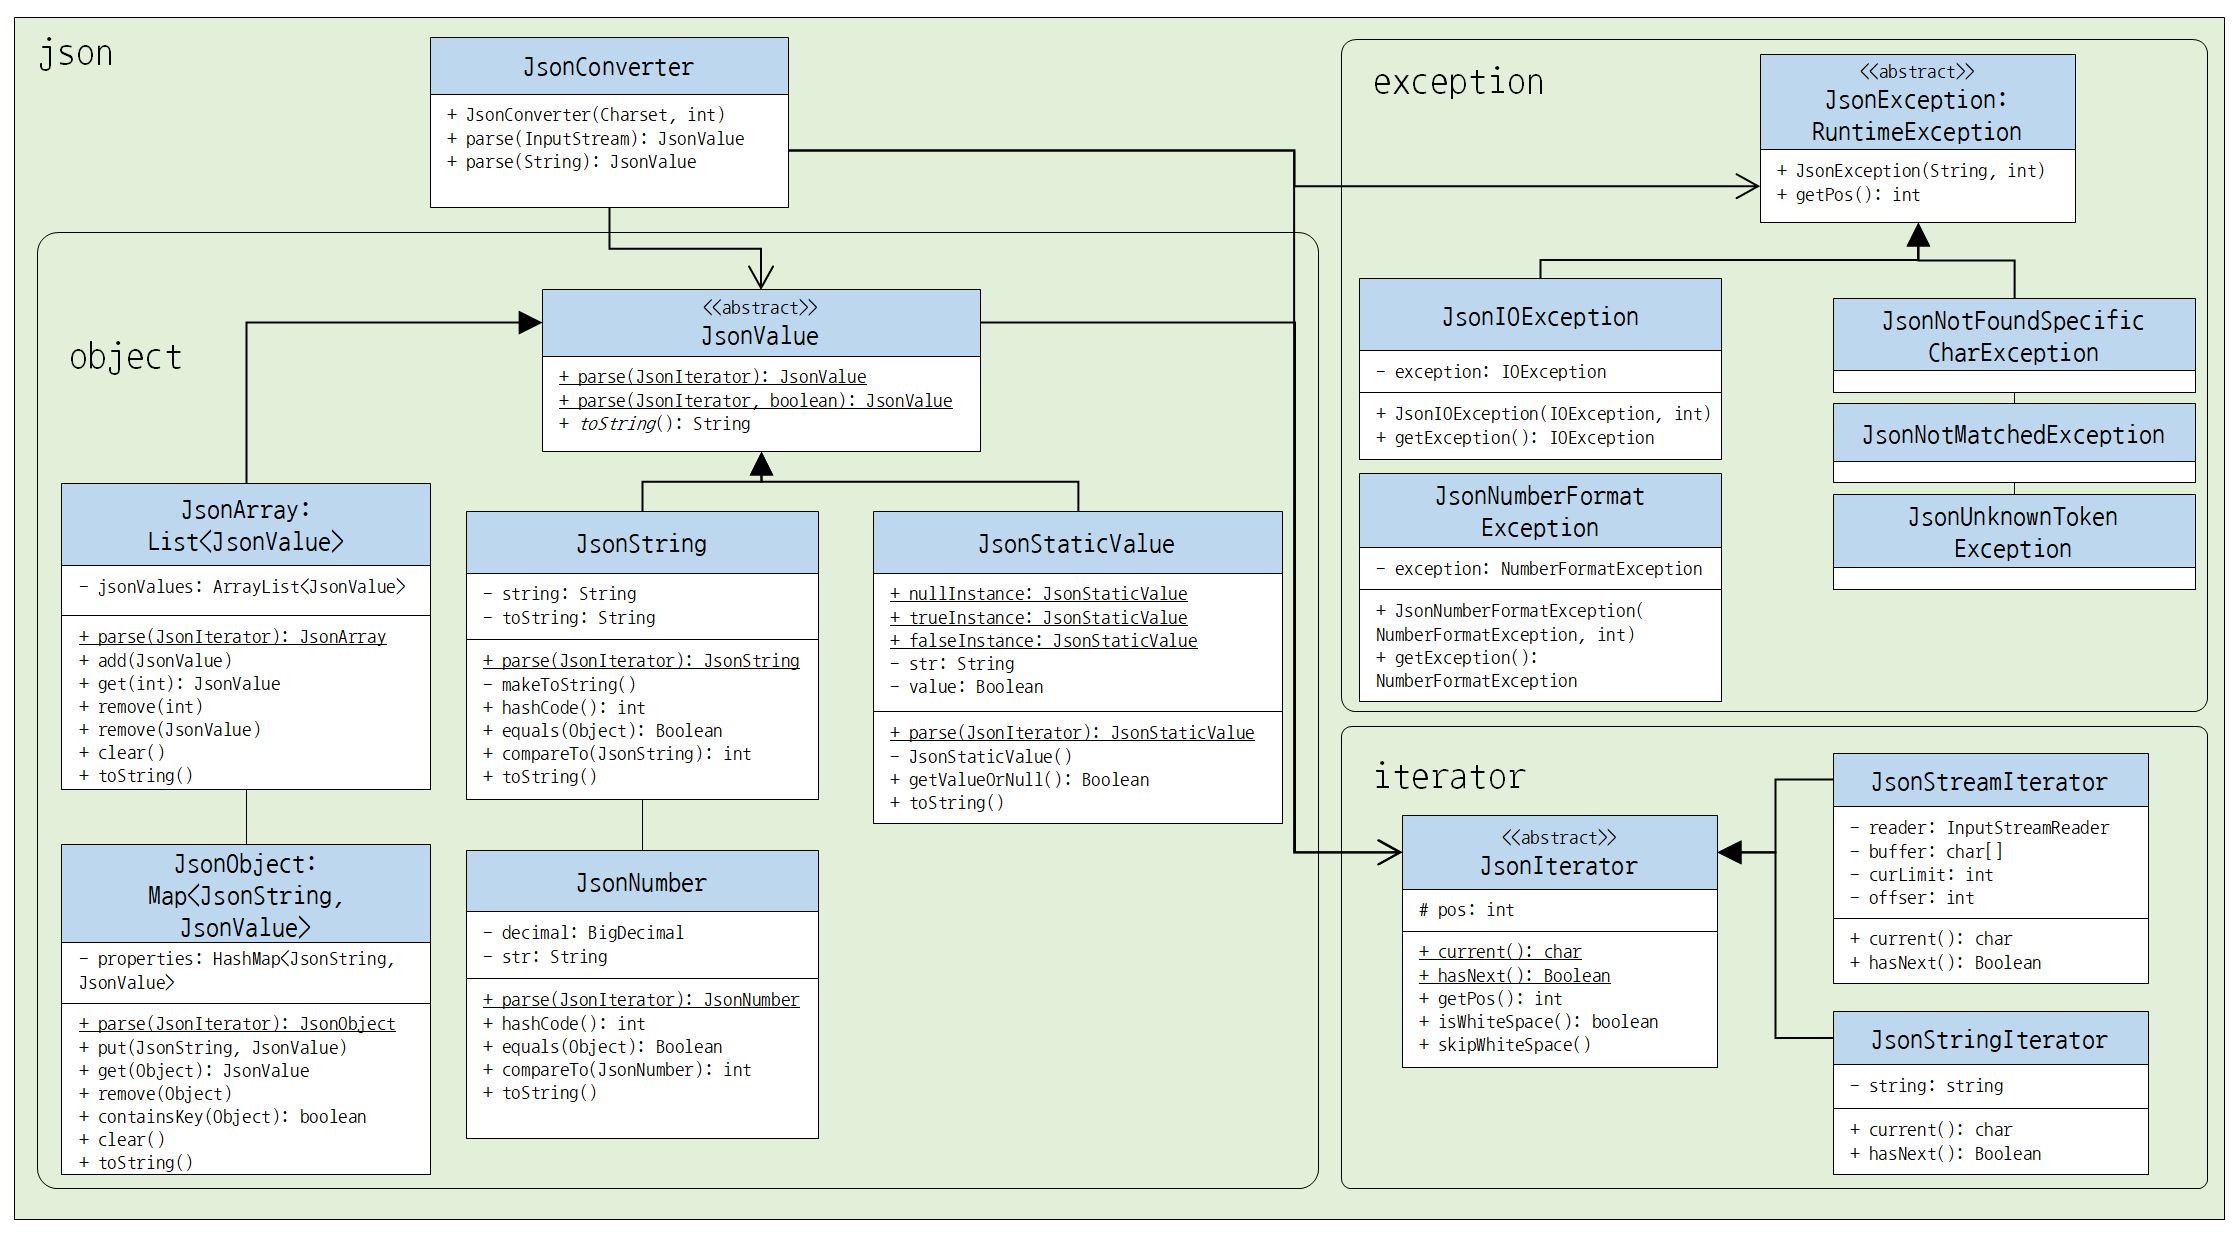 json
JsonConverter
+ JsonConverter(Charset, int)
+ parse(InputStream): JsonValue
+ parse(String): JsonValue
object
<<abstract>>
JsonValue
+ parse(JsonIterator): JsonValue
+ parse(JsonIterator, boolean): JsonValue
+ toString(): String
JsonArray:
List<JsonValue>
- jsonValues: ArrayList<JsonValue>
+ parse(JsonIterator): JsonArray
+ add(JsonValue)
+ get(int): JsonValue
+ remove(int)
+ remove(JsonValue)
+ clear()
+ toString()
JsonObject:
Map<JsonString,
JsonValue>
- properties: HashMap<JsonString,
JsonValue>
+ parse(JsonIterator): JsonObject
+ put(JsonString, JsonValue)
+ get(Object): JsonValue
+ remove(Object)
+ containsKey(Object): boolean
+ clear()
+ toString()
JsonString
- string: String
- toString: String
+ parse(JsonIterator): JsonString
- makeToString()
+ hashCode(): int
+ equals(Object): Boolean
+ compareTo(JsonString): int
+ toString()
JsonNumber
- decimal: BigDecimal
- str: String
+ parse(JsonIterator): JsonNumber
+ hashCode(): int
+ equals(Object): Boolean
+ compareTo(JsonNumber): int
+ toString()
JsonStaticValue
+ nullInstance: JsonStaticValue
+ trueInstance: JsonStaticValue
+ falseInstance: JsonStaticValue
- str: String
- value: Boolean
+ parse(JsonIterator): JsonStaticValue
- JsonStaticValue()
+ getValueOrNull(): Boolean
+ toString()
exception
<<abstract>>
JsonException:
RuntimeException
+ JsonException(String, int)
+ getPos(): int
JsonIOException
- exception: IOException
+ JsonIOException(IOException, int)
+ getException(): IOException
JsonNumberFormat
Exception
- exception: NumberFormatException
+ JsonNumberFormatException(
NumberFormatException, int)
+ getException():
NumberFormatException
JsonNotFoundSpecific
CharException
JsonNotMatchedException
JsonUnknownToken
Exception
iterator
<<abstract>>
JsonIterator
# pos: int
+ current(): char
+ hasNext(): Boolean
+ getPos(): int
+ isWhiteSpace(): boolean
+ skipWhiteSpace()
JsonStreamIterator
- reader: InputStreamReader
- buffer: char[]
- curLimit: int
- offser: int
+ current(): char
+ hasNext(): Boolean
JsonStringIterator
- string: string
+ current(): char
+ hasNext(): Boolean